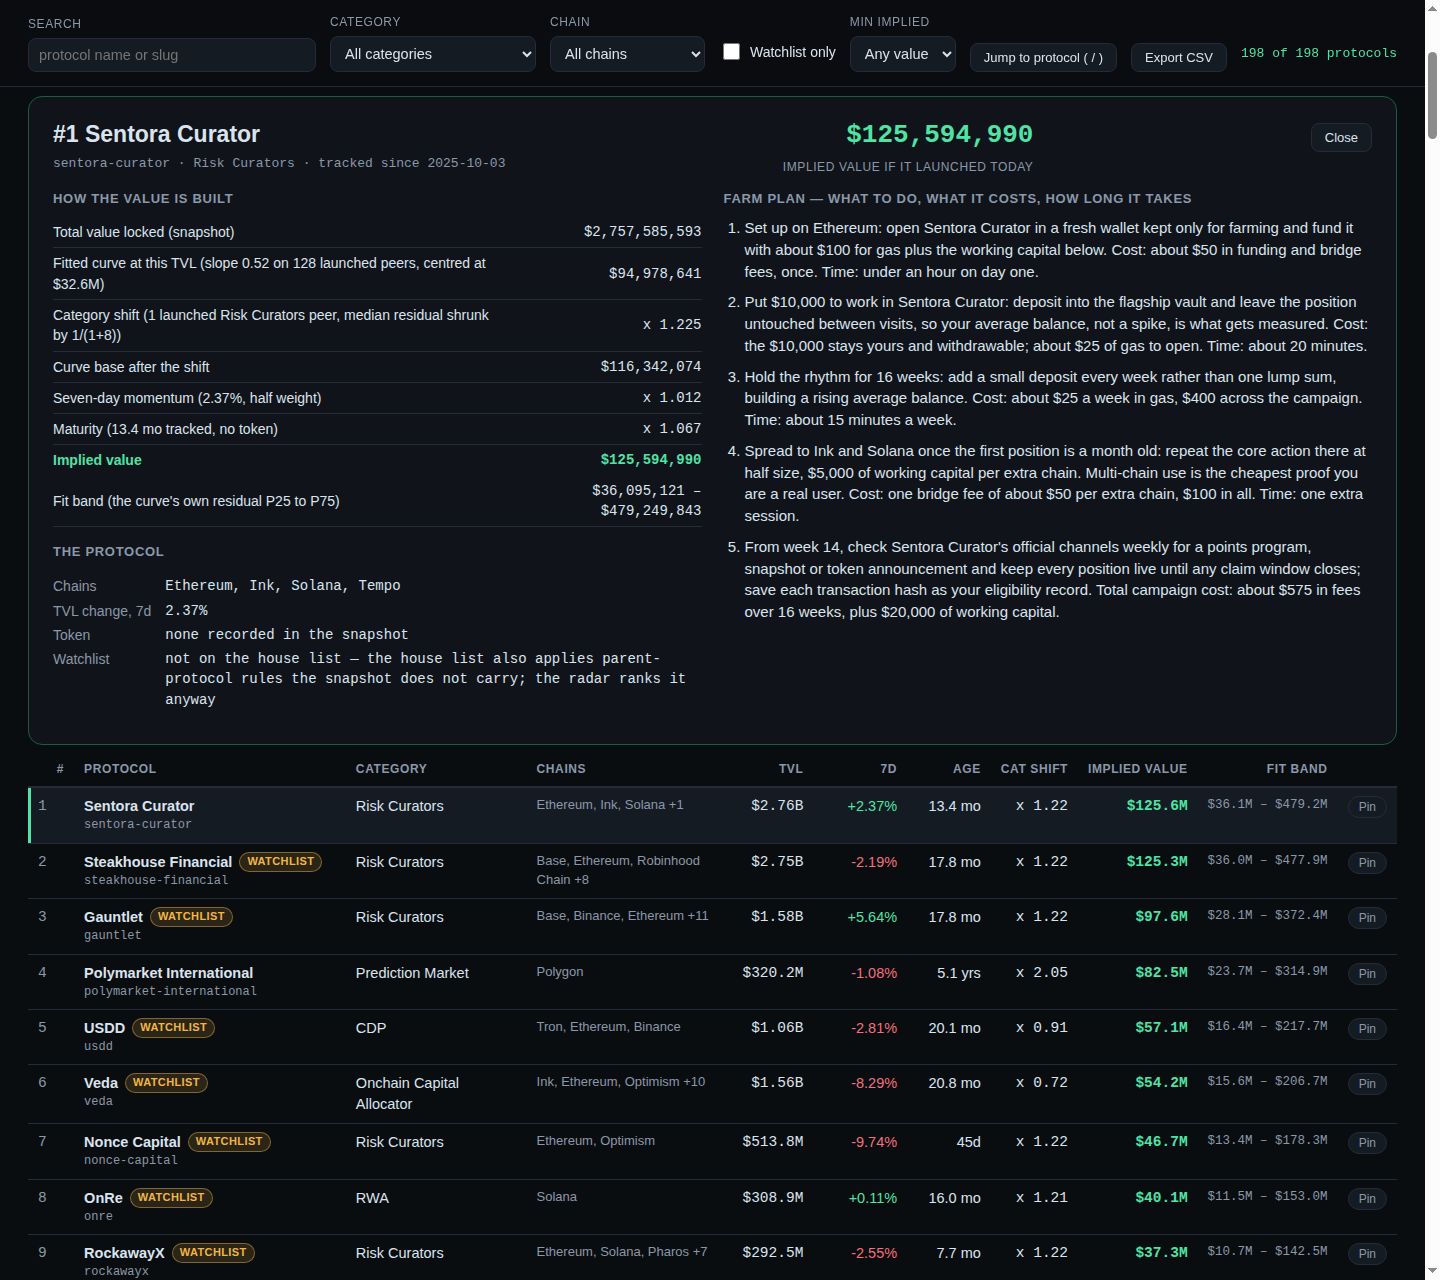 SEARCH
CATEGORY
CHAIN
MIN IMPLIED
protocol name or slug
All categories
All chains
Watchlist only
Any value
Jump to protocol ( / )
Export CSV
198 of 198 protocols
#1 Sentora Curator
sentora-curator · Risk Curators · tracked since 2025-10-03
$125,594,990
IMPLIED VALUE IF IT LAUNCHED TODAY
Close
HOW THE VALUE IS BUILT
Total value locked (snapshot) $2,757,585,593
Fitted curve at this TVL (slope 0.52 on 128 launched peers, centred at
$32.6M)
$94,978,641
Category shift (1 launched Risk Curators peer, median residual shrunk
by 1/(1+8))
x 1.225
Curve base after the shift $116,342,074
Seven-day momentum (2.37%, half weight) x 1.012
Maturity (13.4 mo tracked, no token) x 1.067
Implied value $125,594,990
Fit band (the curve's own residual P25 to P75)
$36,095,121 –
$479,249,843
THE PROTOCOL
Chains Ethereum, Ink, Solana, Tempo
TVL change, 7d 2.37%
Token none recorded in the snapshot
Watchlist not on the house list — the house list also applies parent-
protocol rules the snapshot does not carry; the radar ranks it
anyway
FARM PLAN — WHAT TO DO, WHAT IT COSTS, HOW LONG IT TAKES
1. Set up on Ethereum: open Sentora Curator in a fresh wallet kept only for farming and fund it
with about $100 for gas plus the working capital below. Cost: about $50 in funding and bridge
fees, once. Time: under an hour on day one.
2. Put $10,000 to work in Sentora Curator: deposit into the flagship vault and leave the position
untouched between visits, so your average balance, not a spike, is what gets measured. Cost:
the $10,000 stays yours and withdrawable; about $25 of gas to open. Time: about 20 minutes.
3. Hold the rhythm for 16 weeks: add a small deposit every week rather than one lump sum,
building a rising average balance. Cost: about $25 a week in gas, $400 across the campaign.
Time: about 15 minutes a week.
4. Spread to Ink and Solana once the first position is a month old: repeat the core action there at
half size, $5,000 of working capital per extra chain. Multi-chain use is the cheapest proof you
are a real user. Cost: one bridge fee of about $50 per extra chain, $100 in all. Time: one extra
session.
5. From week 14, check Sentora Curator's official channels weekly for a points program,
snapshot or token announcement and keep every position live until any claim window closes;
save each transaction hash as your eligibility record. Total campaign cost: about $575 in fees
over 16 weeks, plus $20,000 of working capital.
# PROTOCOL CATEGORY CHAINS TVL 7D AGE CAT SHIFT IMPLIED VALUE FIT BAND
1 Sentora Curator Risk Curators Ethereum, Ink, Solana +1 $2.76B +2.37% 13.4 mo x 1.22 $125.6M $36.1M – $479.2M Pin
sentora-curator
2 Steakhouse Financial WATCHLIST Risk Curators Base, Ethereum, Robinhood $2.75B -2.19% 17.8 mo x 1.22 $125.3M $36.0M – $477.9M Pin
steakhouse-financial Chain +8
3 Gauntlet WATCHLIST Risk Curators Base, Binance, Ethereum +11 $1.58B +5.64% 17.8 mo x 1.22 $97.6M $28.1M – $372.4M Pin
gauntlet
4 Polymarket International Prediction Market Polygon $320.2M -1.08% 5.1 yrs x 2.05 $82.5M $23.7M – $314.9M Pin
polymarket-international
5 USDD WATCHLIST CDP Tron, Ethereum, Binance $1.06B -2.81% 20.1 mo x 0.91 $57.1M $16.4M – $217.7M Pin
usdd
6 Veda WATCHLIST Onchain Capital Ink, Ethereum, Optimism +10 $1.56B -8.29% 20.8 mo x 0.72 $54.2M $15.6M – $206.7M Pin
veda Allocator
7 Nonce Capital WATCHLIST Risk Curators Ethereum, Optimism $513.8M -9.74% 45d x 1.22 $46.7M $13.4M – $178.3M Pin
nonce-capital
8 OnRe WATCHLIST RWA Solana $308.9M +0.11% 16.0 mo x 1.21 $40.1M $11.5M – $153.0M Pin
onre
9 RockawayX WATCHLIST Risk Curators Ethereum, Solana, Pharos +7 $292.5M -2.55% 7.7 mo x 1.22 $37.3M $10.7M – $142.5M Pin
rockawayx